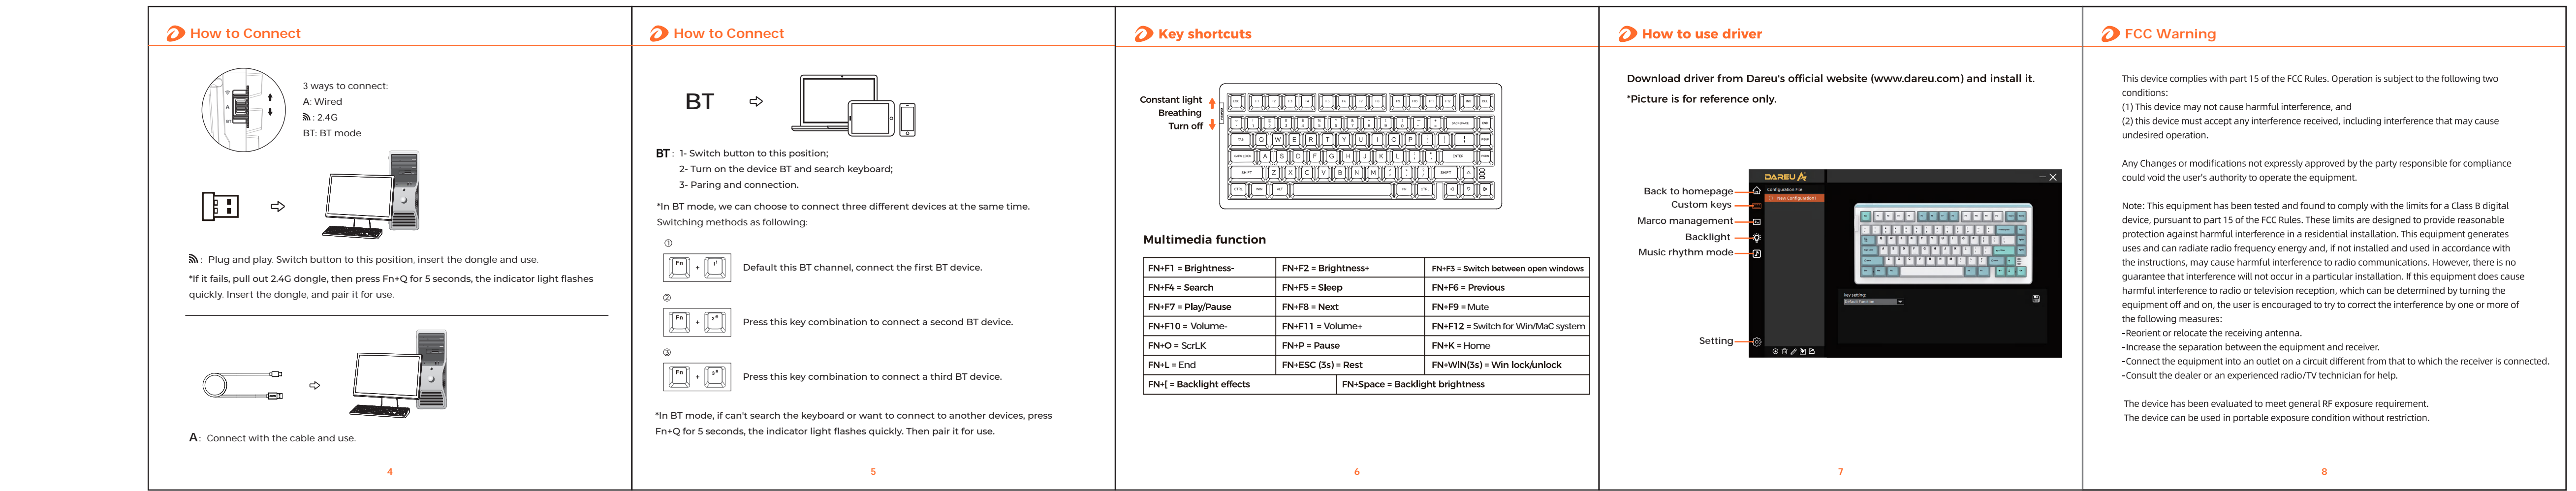 How to Connect
3 ways to connect:
A: Wired
: 2.4G
BT: BT mode
A
BT
: Plug and play. Switch button to this position, insert the dongle and use.
*If it fails, pull out 2.4G dongle, then press Fn+Q for 5 seconds, the indicator light flashes
quickly. Insert the dongle, and pair it for use.
A: Connect with the cable and use.
4
How to Connect
BT
BT: 1- Switch button to this position;
2- Turn on the device BT and search keyboard;
3- Paring and connection.
*In BT mode, we can choose to connect three different devices at the same time.
Switching methods as following:
①
Fn + 1 Default this BT channel, connect the first BT device.
②
Fn + 2 Press this key combination to connect a second BT device.
③
Fn + 3 Press this key combination to connect a third BT device.
*In BT mode, if can't search the keyboard or want to connect to another devices, press
Fn+Q for 5 seconds, the indicator light flashes quickly. Then pair it for use.
5
Key shortcuts
Constant light
Breathing
Turn off
Q W E R T Y U I O P
A S D F G H J K L ENTER
SHIFT Z X C V B N M SHIFT
Multimedia function
FN+F1 = Brightness- FN+F2 = Brightness+ FN+F3 = Switch between open windows
FN+F4 = Search FN+F5 = Sleep FN+F6 = Previous
FN+F7 = Play/Pause FN+F8 = Next FN+F9 = Mute
FN+F10 = Volume- FN+F11 = Volume+ FN+F12 = Switch for Win/MaC system
FN+O = ScrLK FN+P = Pause FN+K = Home
FN+L = End FN+ESC (3s) = Rest FN+WIN(3s) = Win lock/unlock
FN+[ = Backlight effects FN+Space = Backlight brightness
6
How to use driver
Download driver from Dareu's official website (www.dareu.com) and install it.
*Picture is for reference only.
Back to homepage
Custom keys
Marco management
Backlight
Music rhythm mode
Setting
DAREU
Configuration File
New Configuration1
Key setting:
Default Function
7
FCC Warning
This device complies with part 15 of the FCC Rules. Operation is subject to the following two
conditions:
(1) This device may not cause harmful interference, and
(2) this device must accept any interference received, including interference that may cause
undesired operation.
Any Changes or modifications not expressly approved by the party responsible for compliance
could void the user's authority to operate the equipment.
Note: This equipment has been tested and found to comply with the limits for a Class B digital
device, pursuant to part 15 of the FCC Rules. These limits are designed to provide reasonable
protection against harmful interference in a residential installation. This equipment generates
uses and can radiate radio frequency energy and, if not installed and used in accordance with
the instructions, may cause harmful interference to radio communications. However, there is no
guarantee that interference will not occur in a particular installation. If this equipment does cause
harmful interference to radio or television reception, which can be determined by turning the
equipment off and on, the user is encouraged to try to correct the interference by one or more of
the following measures:
-Reorient or relocate the receiving antenna.
-Increase the separation between the equipment and receiver.
-Connect the equipment into an outlet on a circuit different from that to which the receiver is connected.
-Consult the dealer or an experienced radio/TV technician for help.
The device has been evaluated to meet general RF exposure requirement.
The device can be used in portable exposure condition without restriction.
8